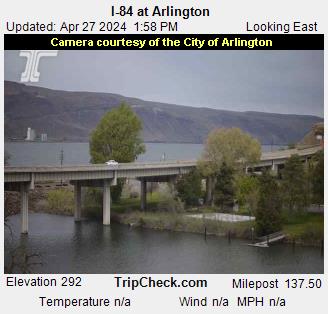 I-84 at Arlington
Updated: Apr 27 2024 1:58 PM Looking East
Camera courtesy of the City of Arlington
Elevation 292 TripCheck.com Milepost 137.50
Temperature n/a Wind n/a MPH n/a